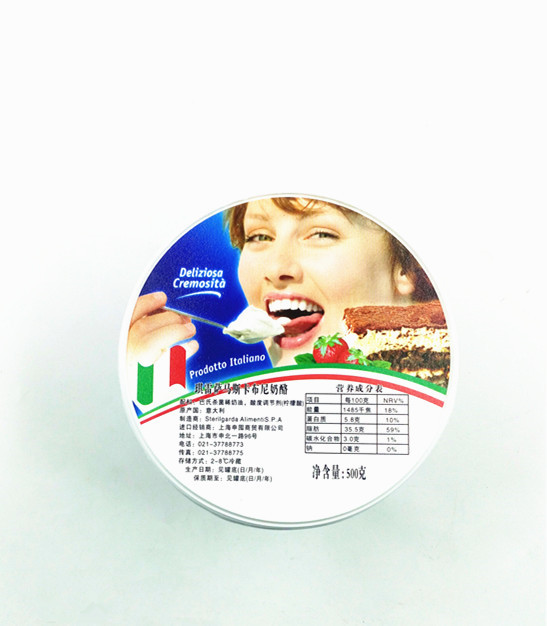 Deliziosa
Cremosità
Prodotto Italiano
琪雷萨马斯卡布尼奶酪
配料：巴氏杀菌稀奶油、酸度调节剂(柠檬酸)
原产国：意大利
制造商：Sterilgarda AlimentiS.P.A
进口经销商：上海申囤商贸有限公司
地址：上海市申北一路96号
电话：021-37788773
传真：021-37788775
存储方式：2-8℃冷藏
生产日期：见罐底(日/月/年)
保质期至：见罐底(日/月/年)
营养成分表
项目 每100克 NRV%
能量 1485千焦 18%
蛋白质 5.8克 10%
脂肪 35.5克 59%
碳水化合物 3.0克 1%
钠 0毫克 0%
净含量:500克